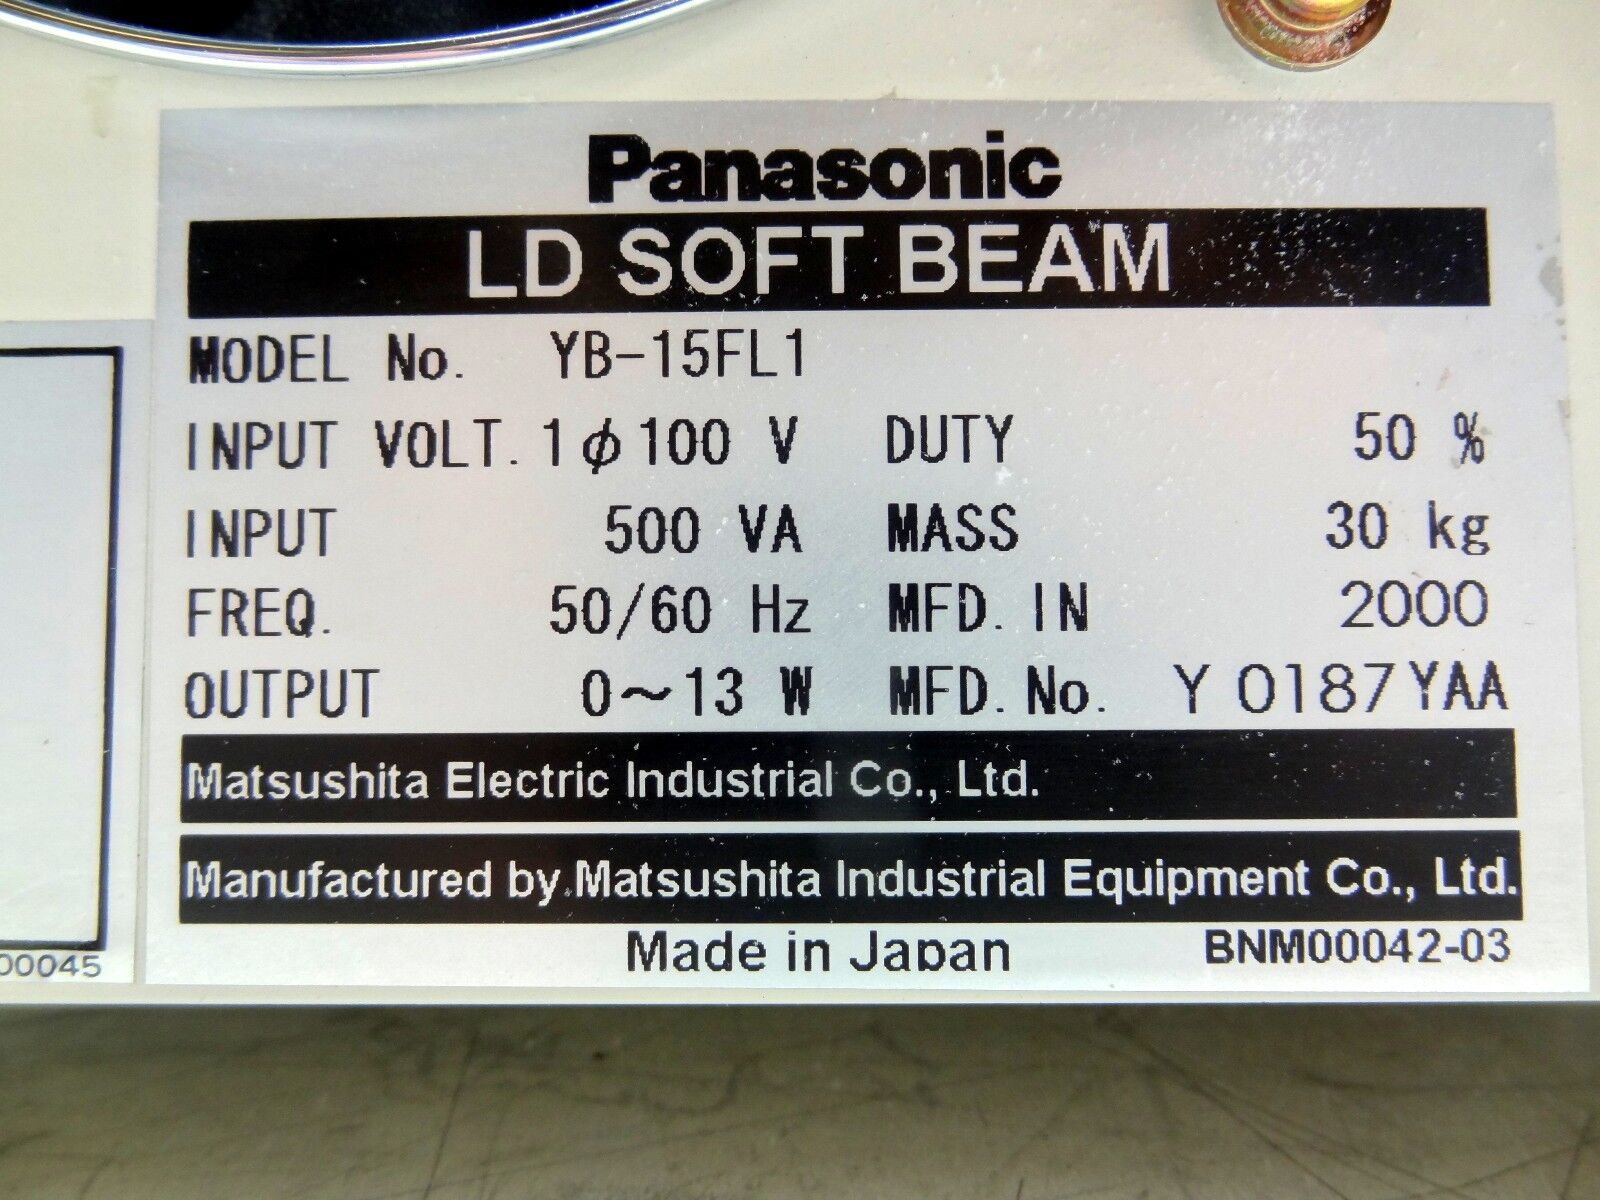 Panasonic
LD SOFT BEAM
MODEL No. YB-15FL1
INPUT VOLT. 1φ100 V DUTY 50 %
INPUT 500 VA MASS 30 kg
FREQ. 50/60 Hz MFD. IN 2000
OUTPUT 0~13 W MFD. No. Y 0187 YAA
Matsushita Electric Industrial Co., Ltd.
Manufactured by Matsushita Industrial Equipment Co., Ltd.
Made in Japan BNM00042-03
00045